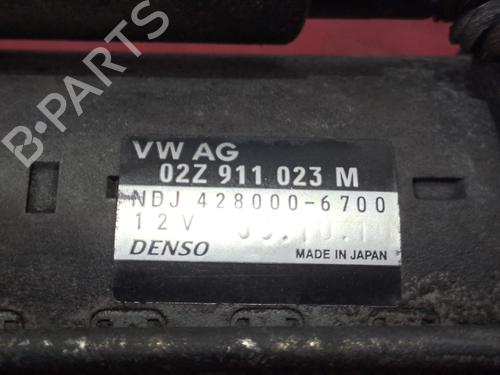 B-PARTS
VW AG
02Z 911 023 M
NDJ 428000-6700
12V
DENSO
MADE IN JAPAN